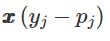 𝒙 (y_j − p_j)